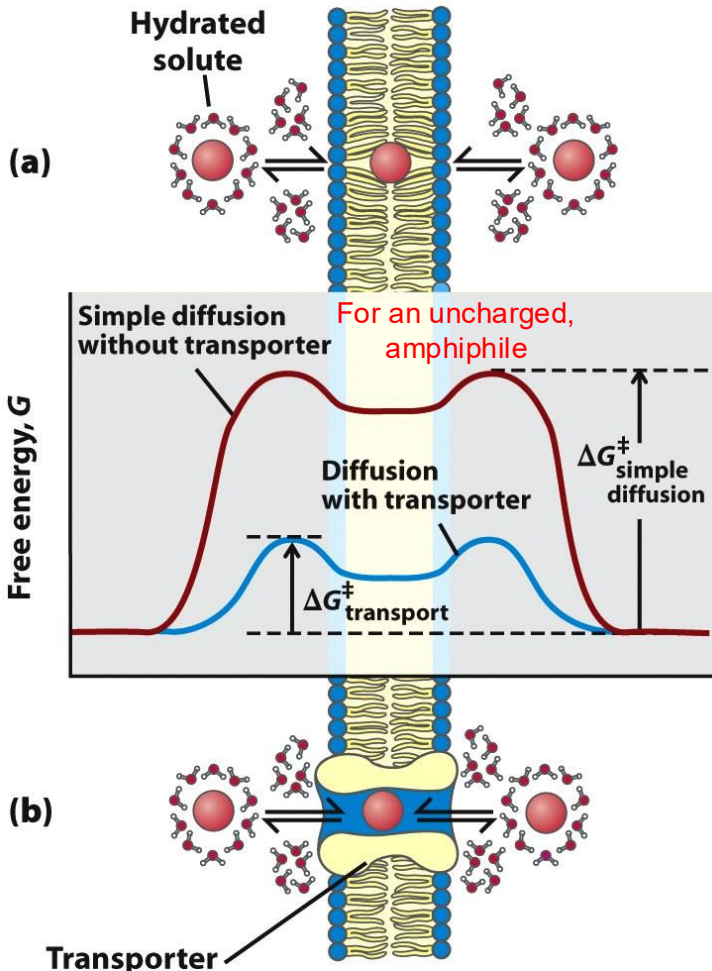 Hydrated
solute
(a)
Simple diffusion
without transporter
For an uncharged,
amphiphile
Free energy, G
ΔG‡simple
diffusion
Diffusion
with transporter
ΔG‡transport
(b)
Transporter